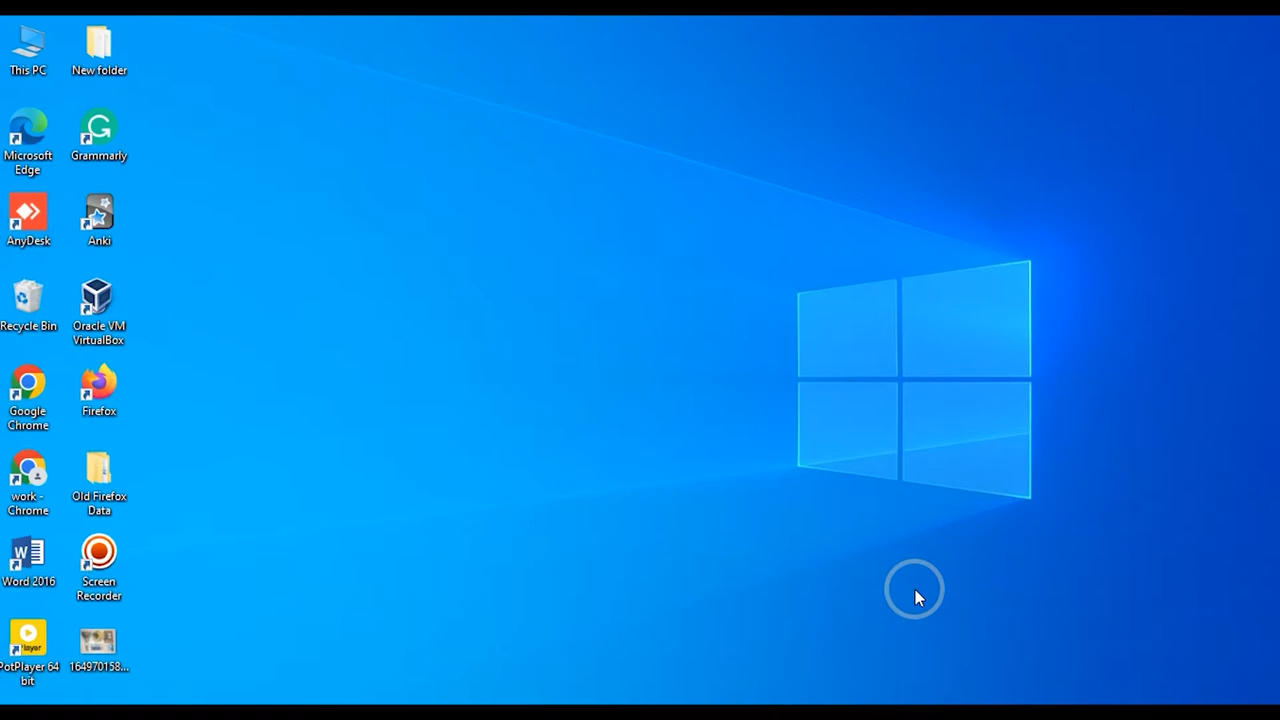 This PC
New folder
Microsoft
Edge
Grammarly
AnyDesk
Anki
Recycle Bin
Oracle VM
VirtualBox
Google
Chrome
Firefox
work -
Chrome
Old Firefox
Data
W
Word 2016
Screen
Recorder
Player
PotPlayer 64
bit
164970158...